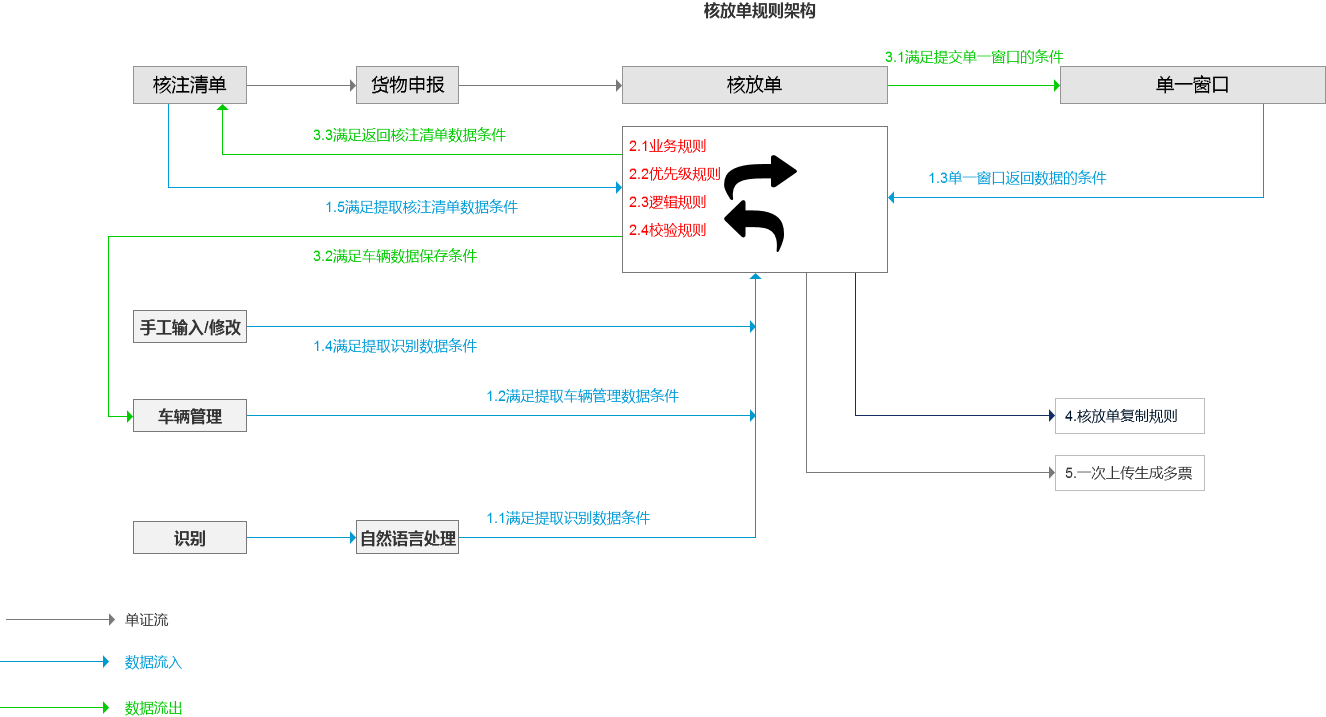 核放单规则架构
3.1满足提交单一窗口的条件
核注清单
货物申报
核放单
单一窗口
3.3满足返回核注清单数据条件
2.1业务规则
2.2优先级规则
1.3单一窗口返回数据的条件
1.5满足提取核注清单数据条件
2.3逻辑规则
2.4校验规则
3.2满足车辆数据保存条件
手工输入/修改
1.4满足提取识别数据条件
1.2满足提取车辆管理数据条件
车辆管理
4.核放单复制规则
5.一次上传生成多票
1.1满足提取识别数据条件
识别
自然语言处理
单证流
数据流入
数据流出